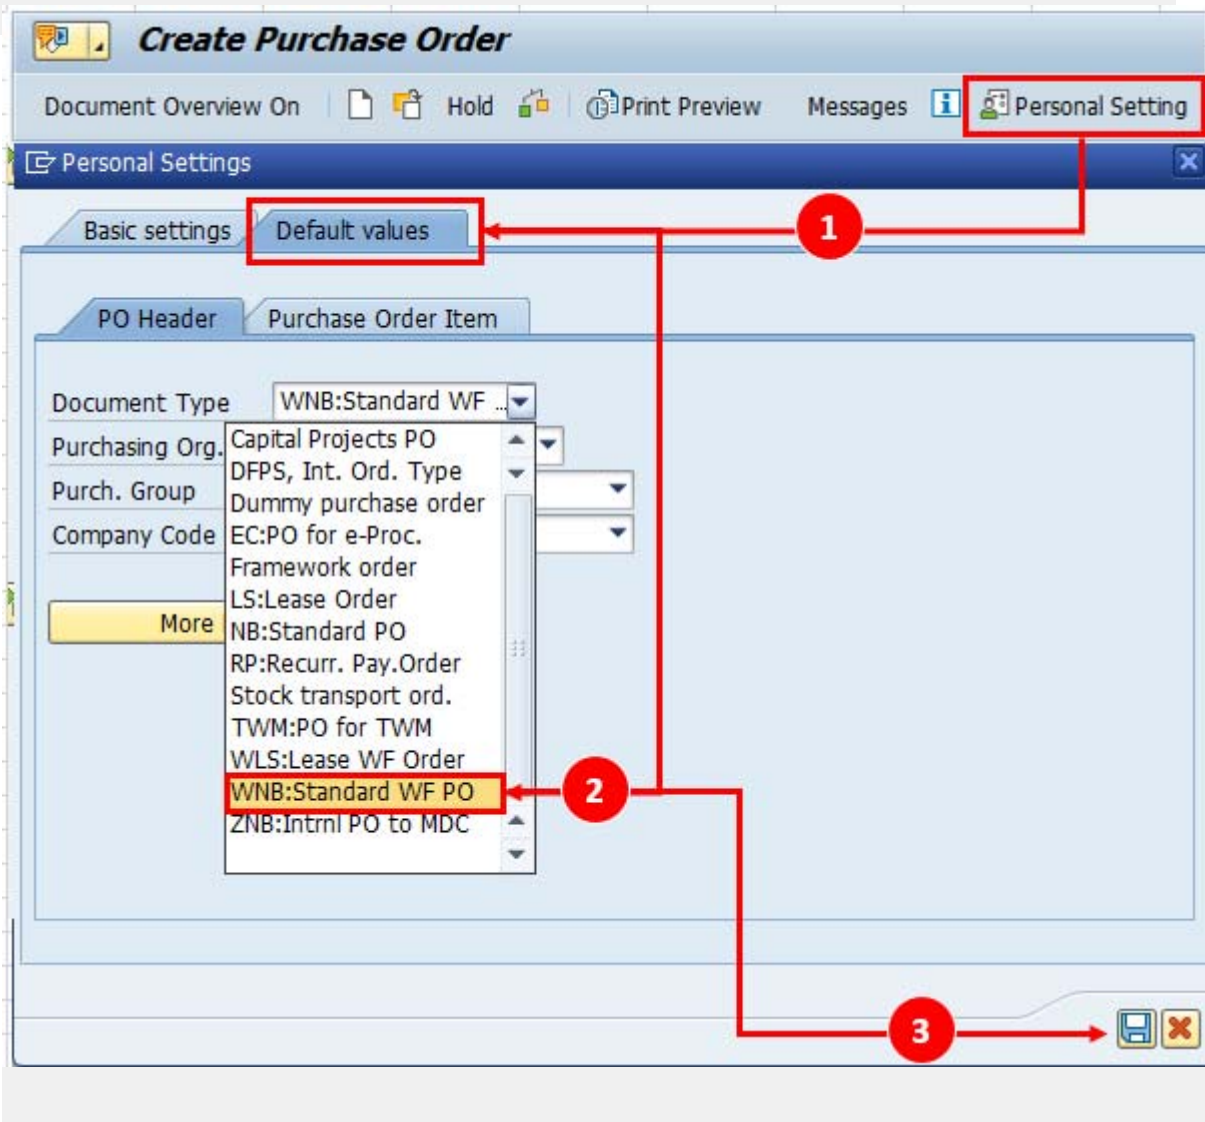 Create Purchase Order
Document Overview On Hold Print Preview Messages Personal Setting
Personal Settings
1
Basic settings Default values
PO Header Purchase Order Item
Document Type WNB:Standard WF ...
Purchasing Org.
Purch. Group
Company Code
Capital Projects PO
DFPS, Int. Ord. Type
Dummy purchase order
EC:PO for e-Proc.
Framework order
LS:Lease Order
NB:Standard PO
RP:Recurr. Pay.Order
Stock transport ord.
TWM:PO for TWM
WLS:Lease WF Order
WNB:Standard WF PO
ZNB:Intrnl PO to MDC
More
2
3